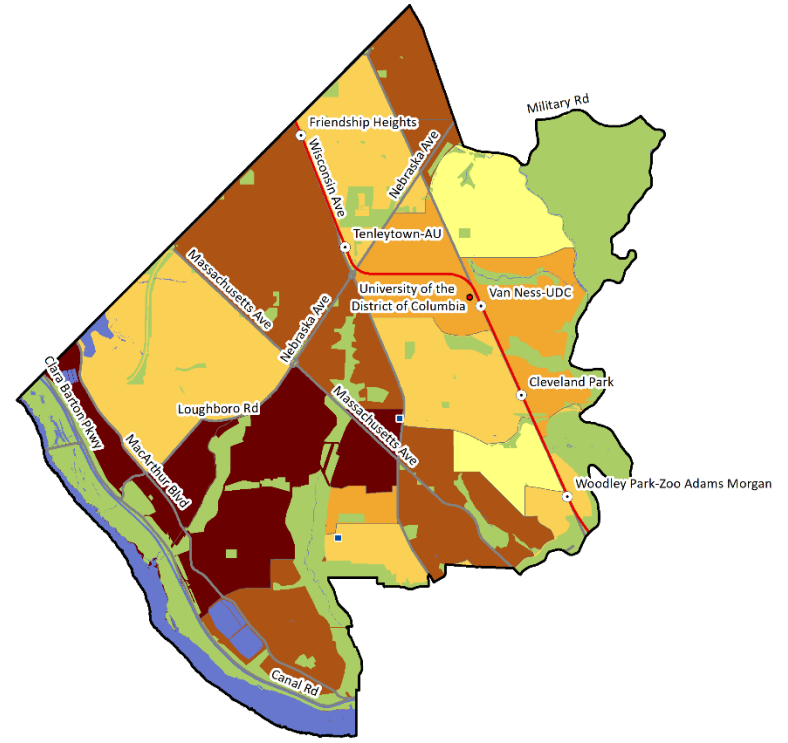 Military Rd
Friendship Heights
Wisconsin Ave
Nebraska Ave
Tenleytown-AU
Massachusetts Ave
University of the
District of Columbia
Van Ness-UDC
Nebraska Ave
Clara Barton Pkwy
Cleveland Park
Loughboro Rd
Massachusetts Ave
MacArthur Blvd
Woodley Park-Zoo Adams Morgan
Canal Rd